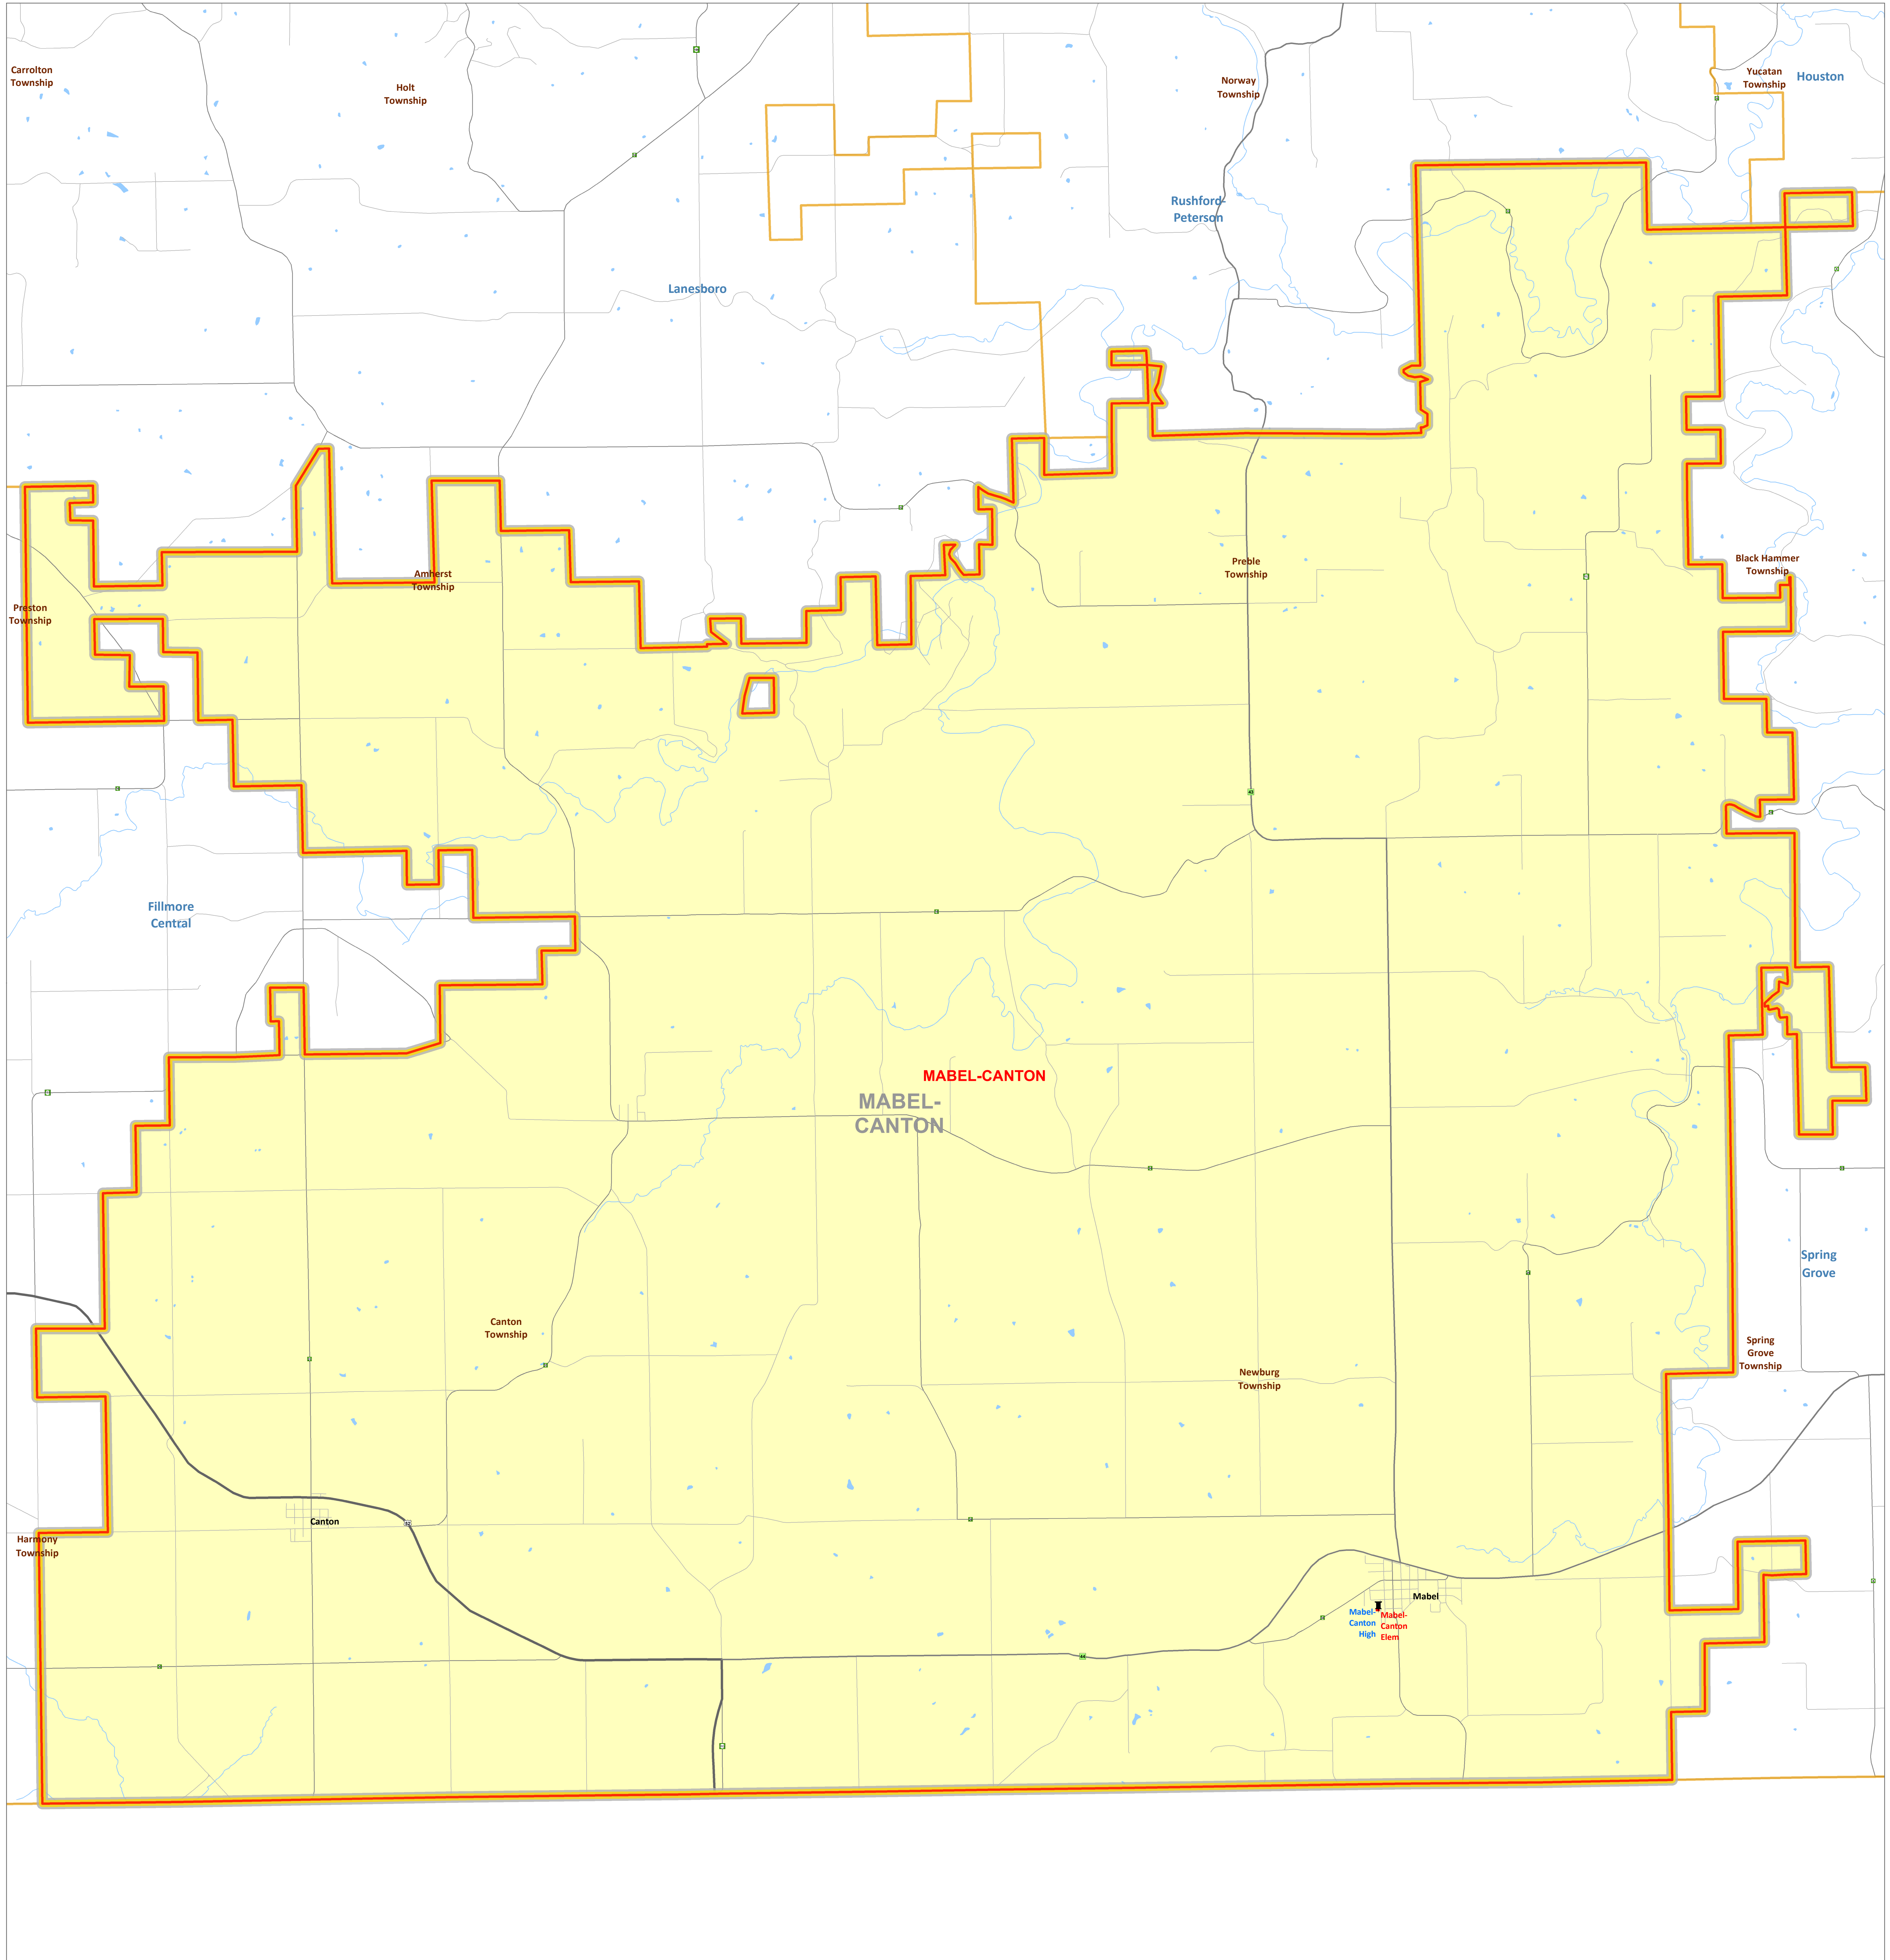 Carrolton
Township
Holt
Township
Norway
Township
Yucatan
Township
Houston
Rushford-
Peterson
Lanesboro
Amherst
Township
Preble
Township
Black Hammer
Township
Preston
Township
Fillmore
Central
MABEL-CANTON
MABEL-
CANTON
Spring
Grove
Canton
Township
Newburg
Township
Spring
Grove
Township
Canton
Harmony
Township
Mabel
Mabel-
Canton
High
Mabel-
Canton
Elem
44